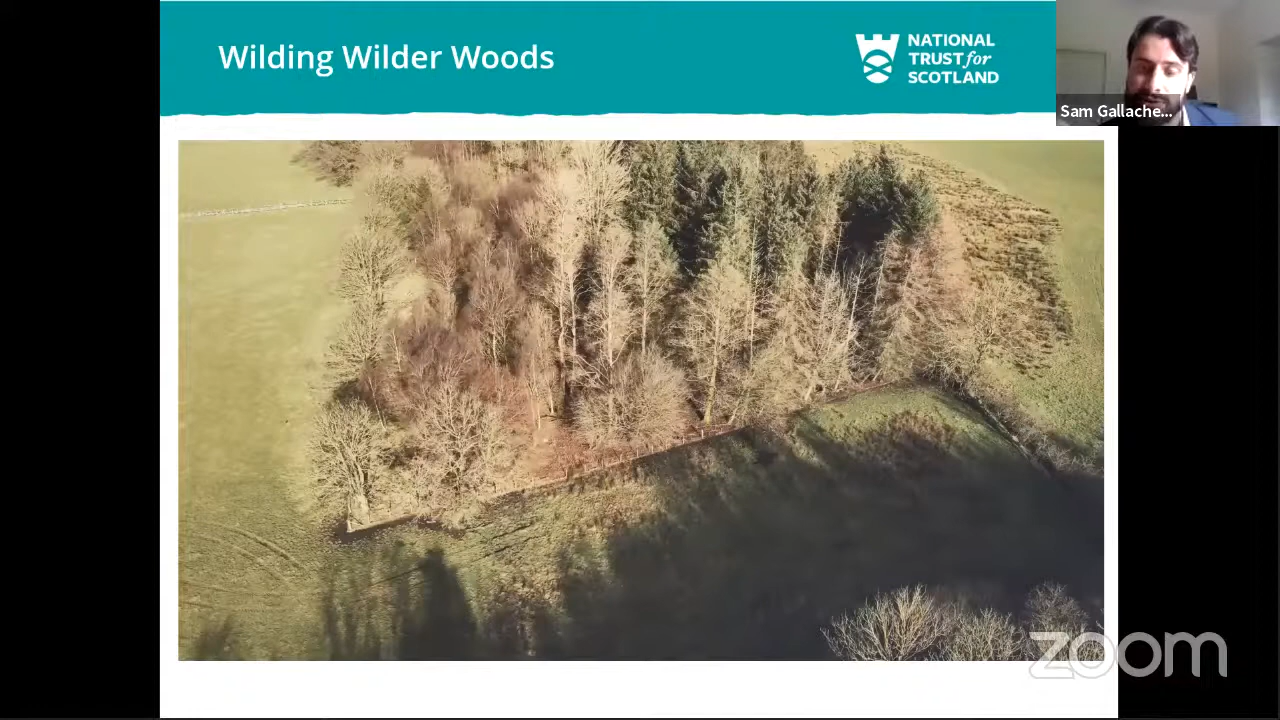 Wilding Wilder Woods
NATIONAL
TRUST for
SCOTLAND
Sam Gallache...
zoom